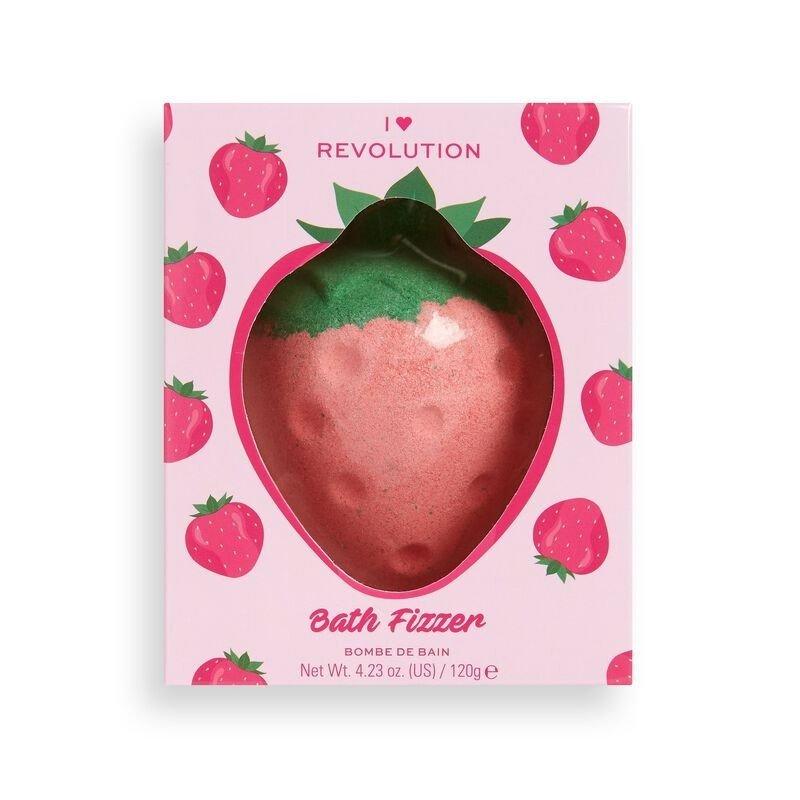 I ♥
REVOLUTION
Bath Fizzer
BOMBE DE BAIN
Net Wt. 4.23 oz. (US) / 120g ℮